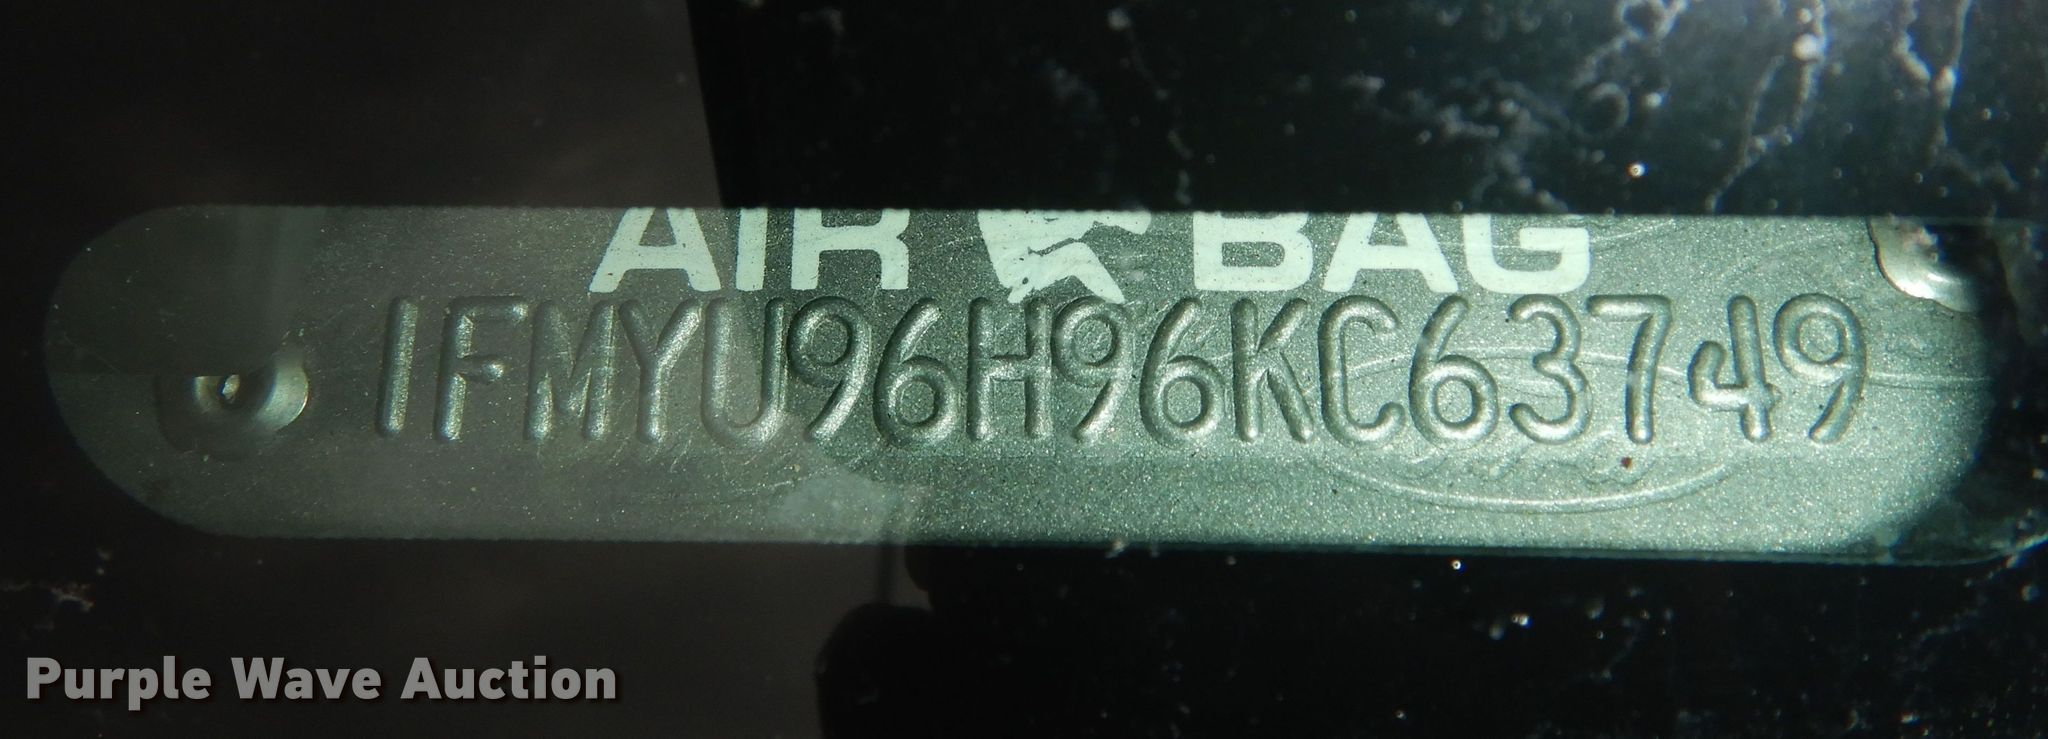 AIR BAG
1FMYU96H96KC63749
Purple Wave Auction